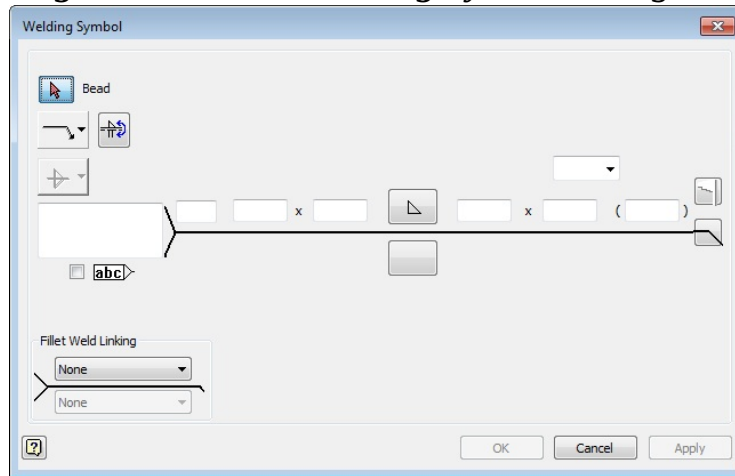 Welding Symbol
Bead
x
x
(
)
abc
Fillet Weld Linking
None
None
?
OK
Cancel
Apply